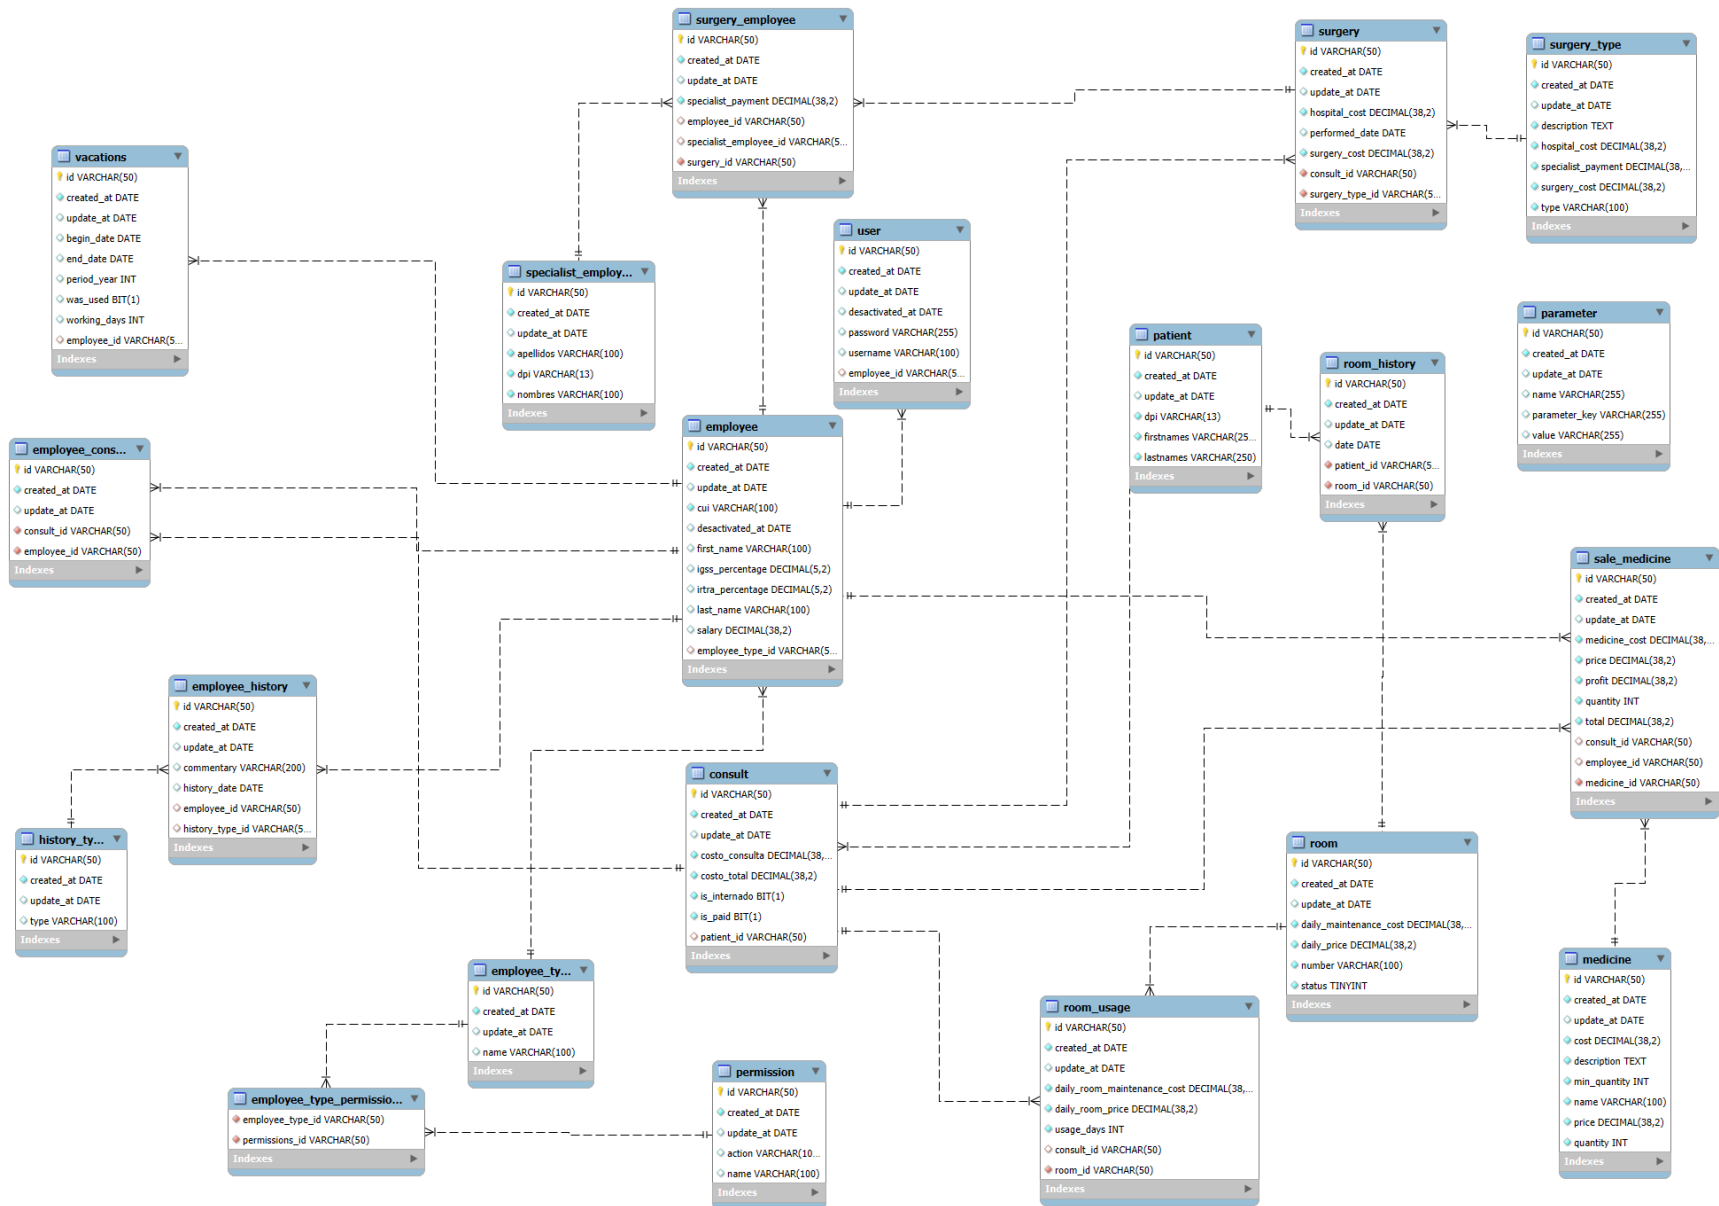 surgery_employee
id VARCHAR(50)
created_at DATE
update_at DATE
specialist_payment DECIMAL(38,2)
employee_id VARCHAR(50)
specialist_employee_id VARCHAR(5...
surgery_id VARCHAR(50)
Indexes
surgery
id VARCHAR(50)
created_at DATE
update_at DATE
hospital_cost DECIMAL(38,2)
performed_date DATE
surgery_cost DECIMAL(38,2)
consult_id VARCHAR(50)
surgery_type_id VARCHAR(5...
Indexes
surgery_type
id VARCHAR(50)
created_at DATE
update_at DATE
description TEXT
hospital_cost DECIMAL(38,2)
specialist_payment DECIMAL(38,...
surgery_cost DECIMAL(38,2)
type VARCHAR(100)
Indexes
vacations
id VARCHAR(50)
created_at DATE
update_at DATE
begin_date DATE
end_date DATE
period_year INT
was_used BIT(1)
working_days INT
employee_id VARCHAR(5...
Indexes
specialist_employ...
id VARCHAR(50)
created_at DATE
update_at DATE
apellidos VARCHAR(100)
dpi VARCHAR(13)
nombres VARCHAR(100)
Indexes
user
id VARCHAR(50)
created_at DATE
update_at DATE
desactivated_at DATE
password VARCHAR(255)
username VARCHAR(100)
employee_id VARCHAR(5...
Indexes
patient
id VARCHAR(50)
created_at DATE
update_at DATE
dpi VARCHAR(13)
firstnames VARCHAR(25...
lastnames VARCHAR(250)
Indexes
room_history
id VARCHAR(50)
created_at DATE
update_at DATE
date DATE
patient_id VARCHAR(5...
room_id VARCHAR(50)
Indexes
parameter
id VARCHAR(50)
created_at DATE
update_at DATE
name VARCHAR(255)
parameter_key VARCHAR(255)
value VARCHAR(255)
Indexes
employee_cons...
id VARCHAR(50)
created_at DATE
update_at DATE
consult_id VARCHAR(50)
employee_id VARCHAR(50)
Indexes
employee
id VARCHAR(50)
created_at DATE
update_at DATE
cui VARCHAR(100)
desactivated_at DATE
first_name VARCHAR(100)
igss_percentage DECIMAL(5,2)
irtra_percentage DECIMAL(5,2)
last_name VARCHAR(100)
salary DECIMAL(38,2)
employee_type_id VARCHAR(5...
Indexes
sale_medicine
id VARCHAR(50)
created_at DATE
update_at DATE
medicine_cost DECIMAL(38,...
price DECIMAL(38,2)
profit DECIMAL(38,2)
quantity INT
total DECIMAL(38,2)
consult_id VARCHAR(50)
employee_id VARCHAR(50)
medicine_id VARCHAR(50)
Indexes
employee_history
id VARCHAR(50)
created_at DATE
update_at DATE
commentary VARCHAR(200)
history_date DATE
employee_id VARCHAR(50)
history_type_id VARCHAR(5...
Indexes
history_ty...
id VARCHAR(50)
created_at DATE
update_at DATE
type VARCHAR(100)
Indexes
consult
id VARCHAR(50)
created_at DATE
update_at DATE
costo_consulta DECIMAL(38,...
costo_total DECIMAL(38,2)
is_internado BIT(1)
is_paid BIT(1)
patient_id VARCHAR(50)
Indexes
room
id VARCHAR(50)
created_at DATE
update_at DATE
daily_maintenance_cost DECIMAL(38,...
daily_price DECIMAL(38,2)
number VARCHAR(100)
status TINYINT
Indexes
medicine
id VARCHAR(50)
created_at DATE
update_at DATE
cost DECIMAL(38,2)
description TEXT
min_quantity INT
name VARCHAR(100)
price DECIMAL(38,2)
quantity INT
Indexes
employee_ty...
id VARCHAR(50)
created_at DATE
update_at DATE
name VARCHAR(100)
Indexes
room_usage
id VARCHAR(50)
created_at DATE
update_at DATE
daily_room_maintenance_cost DECIMAL(38,...
daily_room_price DECIMAL(38,2)
usage_days INT
consult_id VARCHAR(50)
room_id VARCHAR(50)
Indexes
employee_type_permissio...
employee_type_id VARCHAR(50)
permissions_id VARCHAR(50)
Indexes
permission
id VARCHAR(50)
created_at DATE
update_at DATE
action VARCHAR(10...
name VARCHAR(100)
Indexes